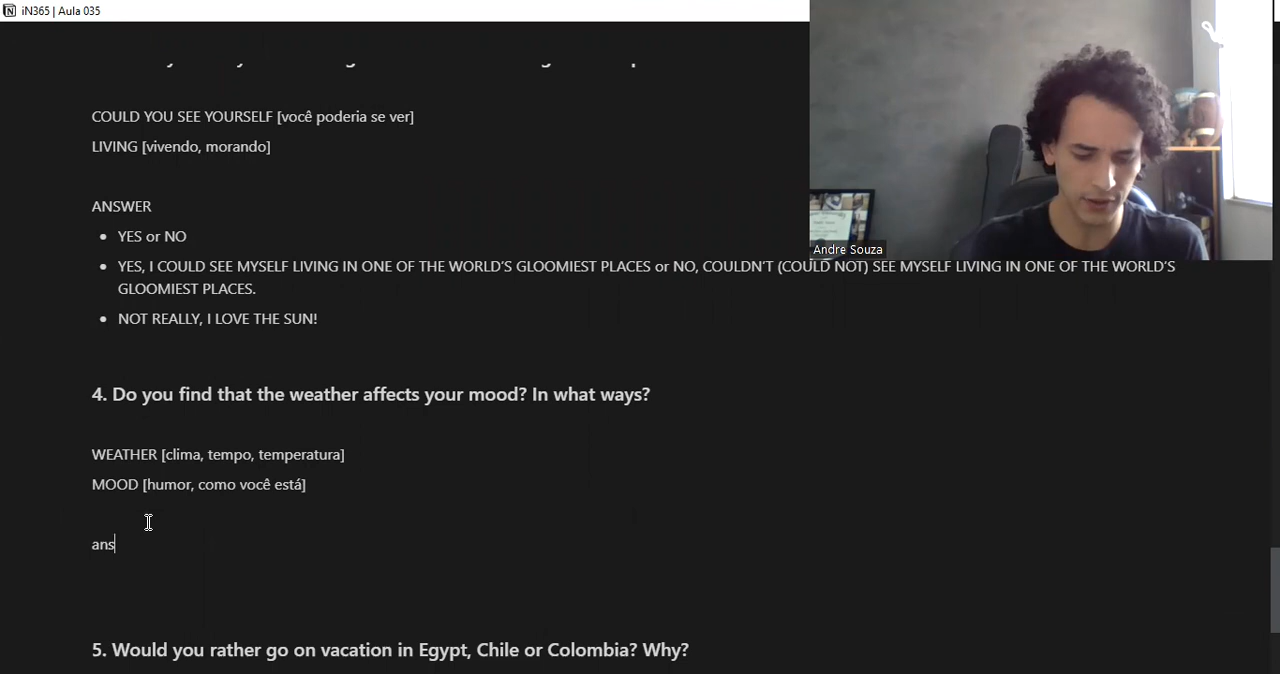 iN365 | Aula 035
COULD YOU SEE YOURSELF [você poderia se ver]
LIVING [vivendo, morando]
ANSWER
YES or NO
YES, I COULD SEE MYSELF LIVING IN ONE OF THE WORLD'S GLOOMIEST PLACES or NO, COULDN'T (COULD NOT) SEE MYSELF LIVING IN ONE OF THE WORLD'S
GLOOMIEST PLACES.
NOT REALLY, I LOVE THE SUN!
4. Do you find that the weather affects your mood? In what ways?
WEATHER [clima, tempo, temperatura]
MOOD [humor, como você está]
ans
5. Would you rather go on vacation in Egypt, Chile or Colombia? Why?
Andre Souza